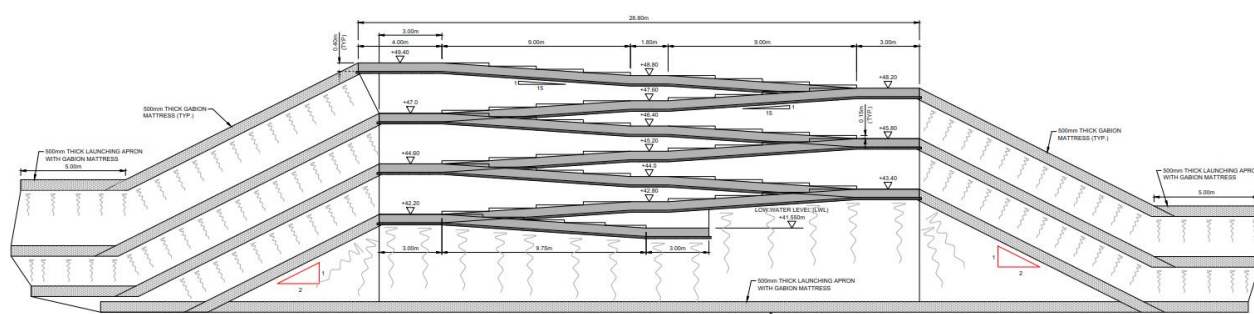 26.80m
3.00m
4.00m
9.00m
1.80m
9.00m
3.00m
0.40m
(TYP)
+49.40
+48.80
+48.20
1
15
+47.60
1
15
500mm THICK GABION
MATTRESS (TYP.)
+47.0
+46.40
0.15m
(TYP.)
+45.80
500mm THICK GABION
MATTRESS (TYP.)
500mm THICK LAUNCHING APRON
WITH GABION MATTRESS
5.00m
+45.20
+44.60
+44.0
+43.40
500mm THICK LAUNCHING APRO
WITH GABION MATTRESS
5.00m
+42.80
+42.20
LOW WATER LEVEL (LWL)
+41.550m
3.00m
9.75m
3.00m
1
2
1
2
500mm THICK LAUNCHING APRON
WITH GABION MATTRESS